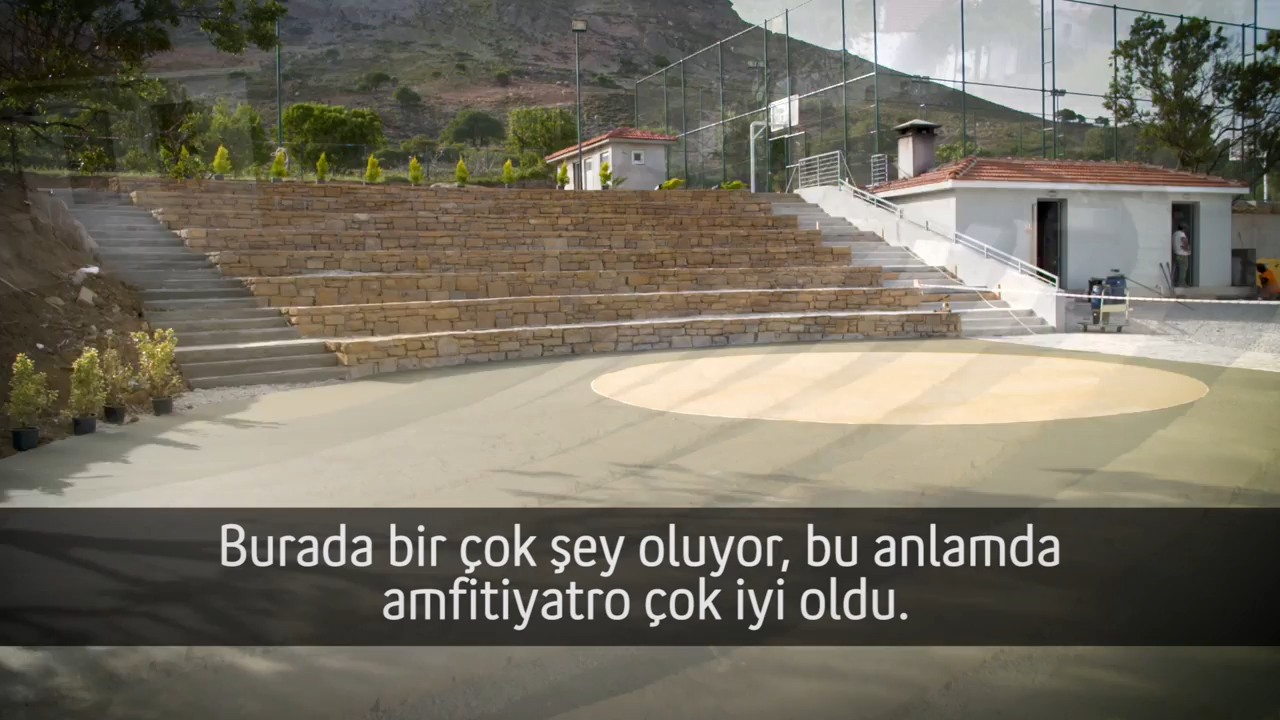 Burada bir çok şey oluyor, bu anlamda
amfitiyatro çok iyi oldu.